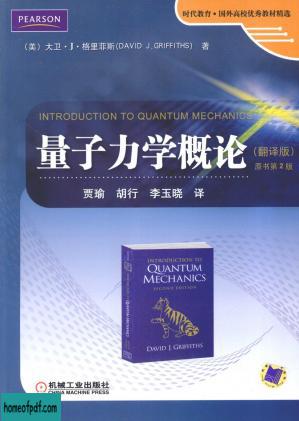 PEARSON
时代教育·国外高校优秀教材精选
（美）大卫·J·格里菲斯(DAVID J. GRIFFITHS) 著
INTRODUCTION TO QUANTUM MECHANICS
量子力学概论（翻译版）
原书第2版
贾瑜 胡行 李玉晓 译
INTRODUCTION TO
QUANTUM
MECHANICS
SECOND EDITION
DAVID J. GRIFFITHS
机械工业出版社
CHINA MACHINE PRESS
homeofpdf.com